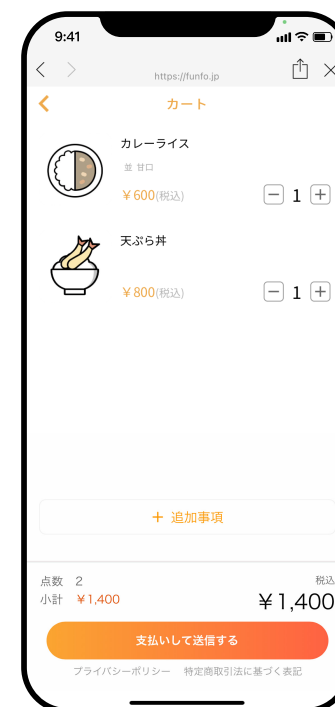 9:41
https://funfo.jp
カート
カレーライス
並 甘口
¥600(税込)
1
天ぷら丼
¥800(税込)
1
+ 追加事項
点数 2
税込
小計 ¥1,400
¥1,400
支払いして送信する
プライバシーポリシー 特定商取引法に基づく表記